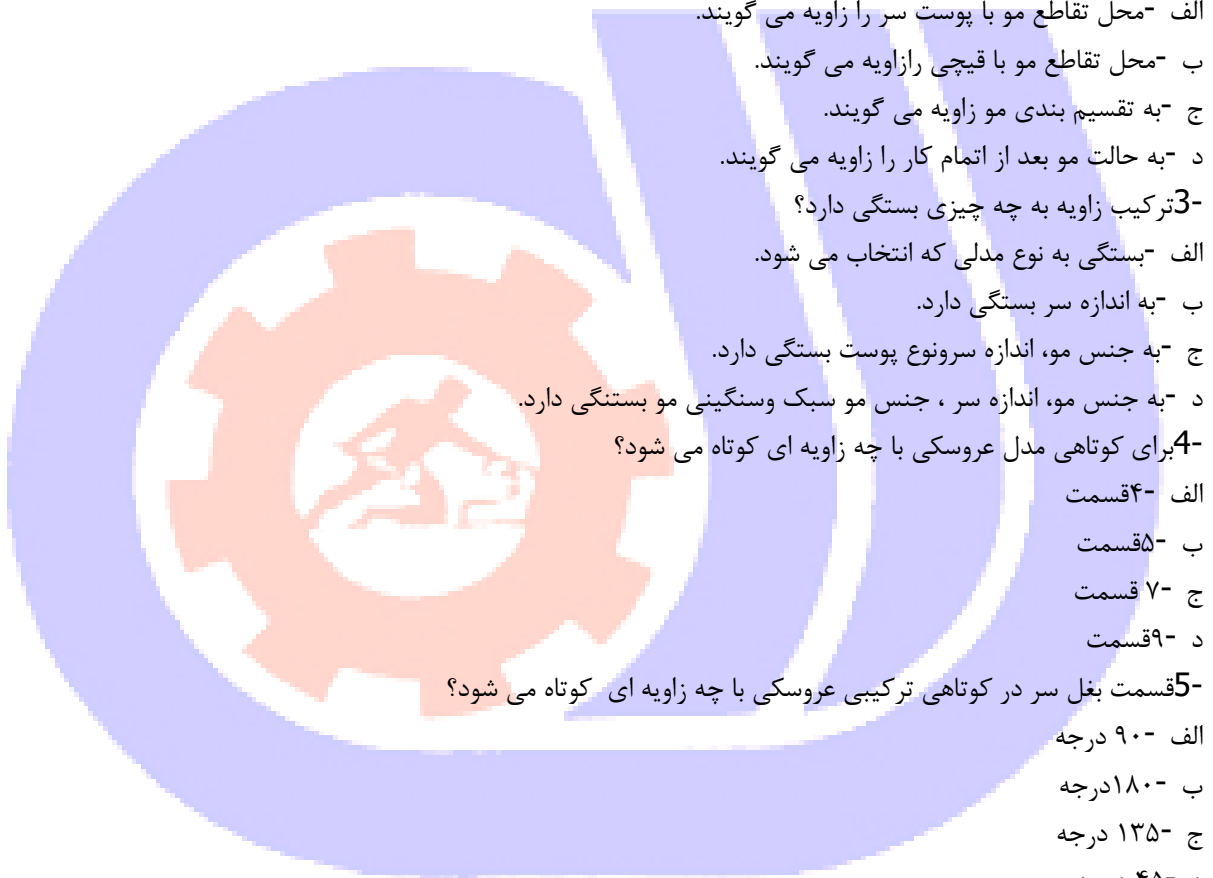 الف -محل تقاطع مو با پوست سر را زاویه می گویند.
ب -محل تقاطع مو با قیچی رازاویه می گویند.
ج -به تقسیم بندی مو زاویه می گویند.
د -به حالت مو بعد از اتمام کار را زاویه می گویند.
3-ترکیب زاویه به چه چیزی بستگی دارد؟
الف -بستگی به نوع مدلی که انتخاب می شود.
ب -به اندازه سر بستگی دارد.
ج -به جنس مو، اندازه سرونوع پوست بستگی دارد.
د -به جنس مو، اندازه سر ، جنس مو سبک وسنگینی مو بستنگی دارد.
4-برای کوتاهی مدل عروسکی با چه زاویه ای کوتاه می شود؟
الف -۴قسمت
ب -۵قسمت
ج -۷ قسمت
د -۹قسمت
5-قسمت بغل سر در کوتاهی ترکیبی عروسکی با چه زاویه ای کوتاه می شود؟
الف -۹۰ درجه
ب -۱۸۰درجه
ج -۱۳۵ درجه